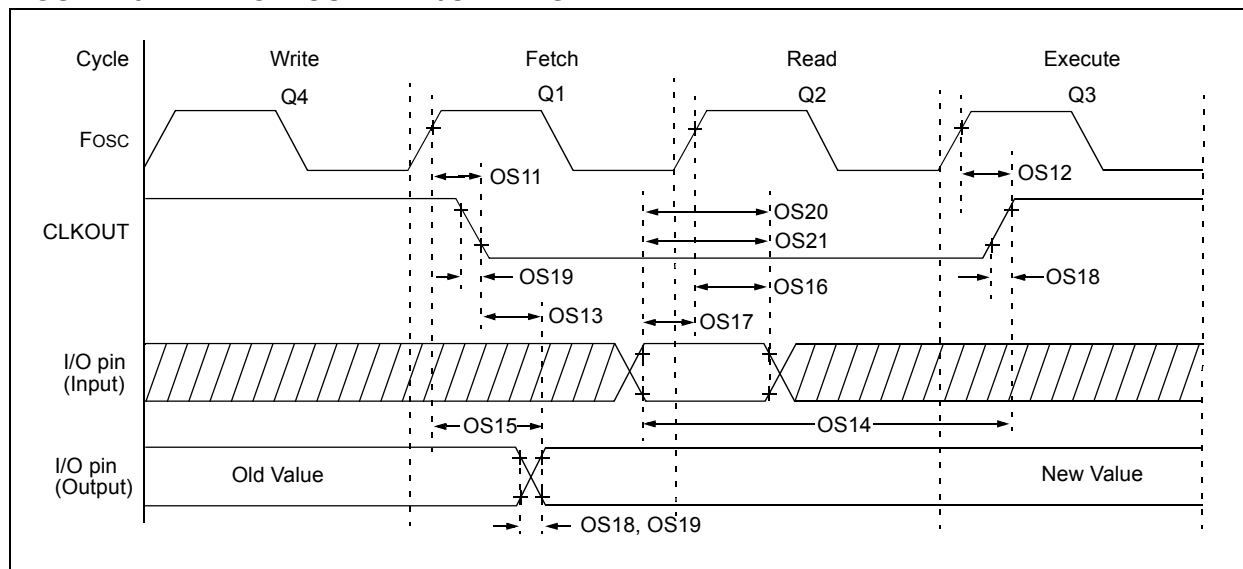 Cycle Write Fetch Read Execute
Q4 Q1 Q2 Q3
FOSC
OS11 OS12
OS20
CLKOUT
OS21
OS19 OS16 OS18
OS13 OS17
I/O pin
(Input)
OS15 OS14
I/O pin
(Output)
Old Value New Value
OS18, OS19